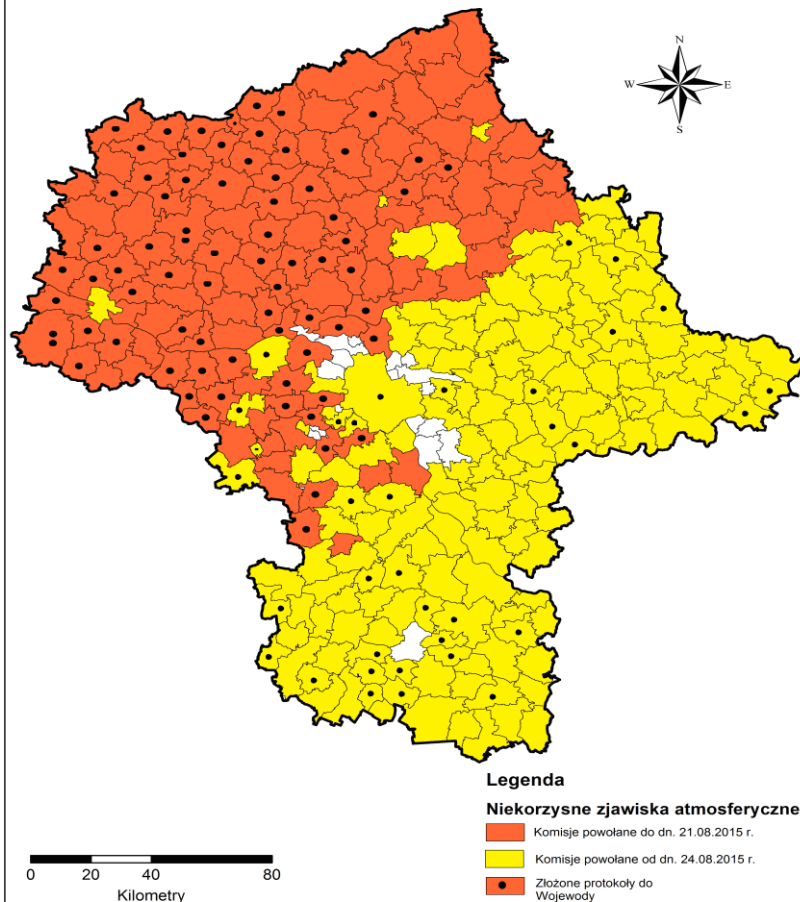 N
W E
S
Legenda
Niekorzysne zjawiska atmosferyczne
Komisje powołane do dn. 21.08.2015 r.
Komisje powołane od dn. 24.08.2015 r.
Złożone protokoły do
Wojewody
0 20 40 80
Kilometry